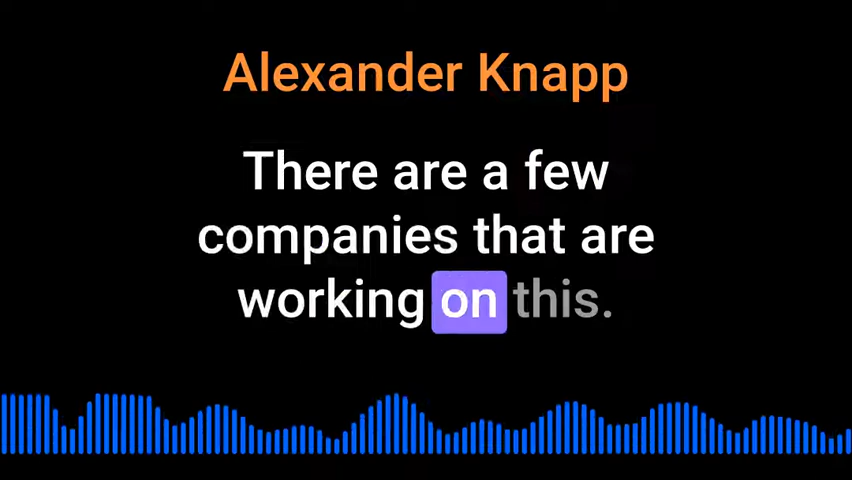 Alexander Knapp
There are a few
companies that are
working on this.